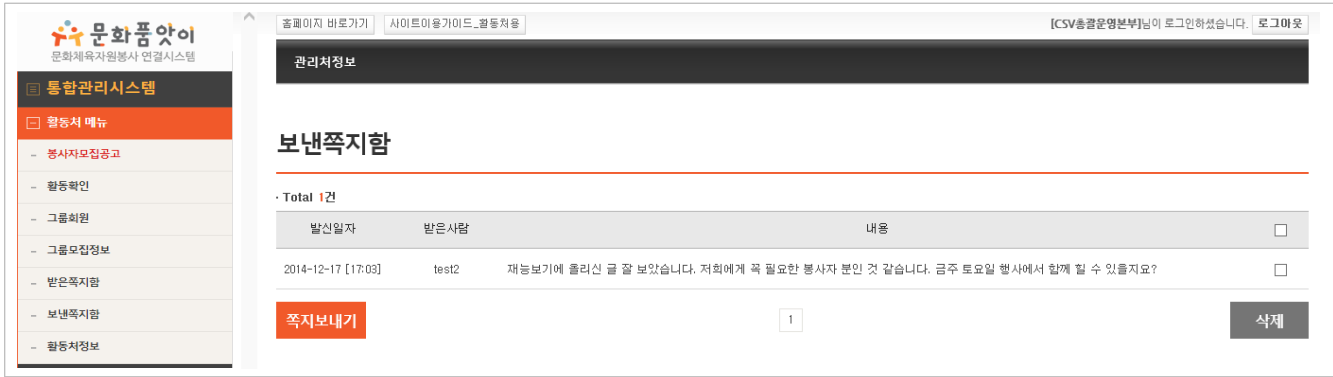 문화품앗이
문화체육자원봉사 연결시스템
통합관리시스템
활동처 메뉴
- 봉사자모집공고
- 활동확인
- 그룹회원
- 그룹모집정보
- 받은쪽지함
- 보낸쪽지함
- 활동처정보
홈페이지 바로가기 사이트이용가이드_활동처용 [CSV총괄운영본부]님이 로그인하셨습니다. 로그아웃
관리처정보
보낸쪽지함
· Total 1건
발신일자 받은사람 내용
2014-12-17 [17:03] test2 재능보기에 올리신 글 잘 보았습니다. 저희에게 꼭 필요한 봉사자 분인 것 같습니다. 금주 토요일 행사에서 함께 힐 수 있을지요?
쪽지보내기 1 삭제